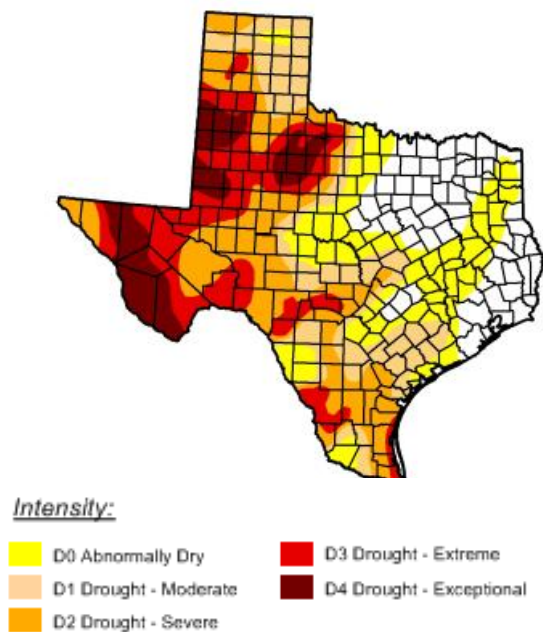 Intensity:
D0 Abnormally Dry
D1 Drought - Moderate
D2 Drought - Severe
D3 Drought - Extreme
D4 Drought - Exceptional